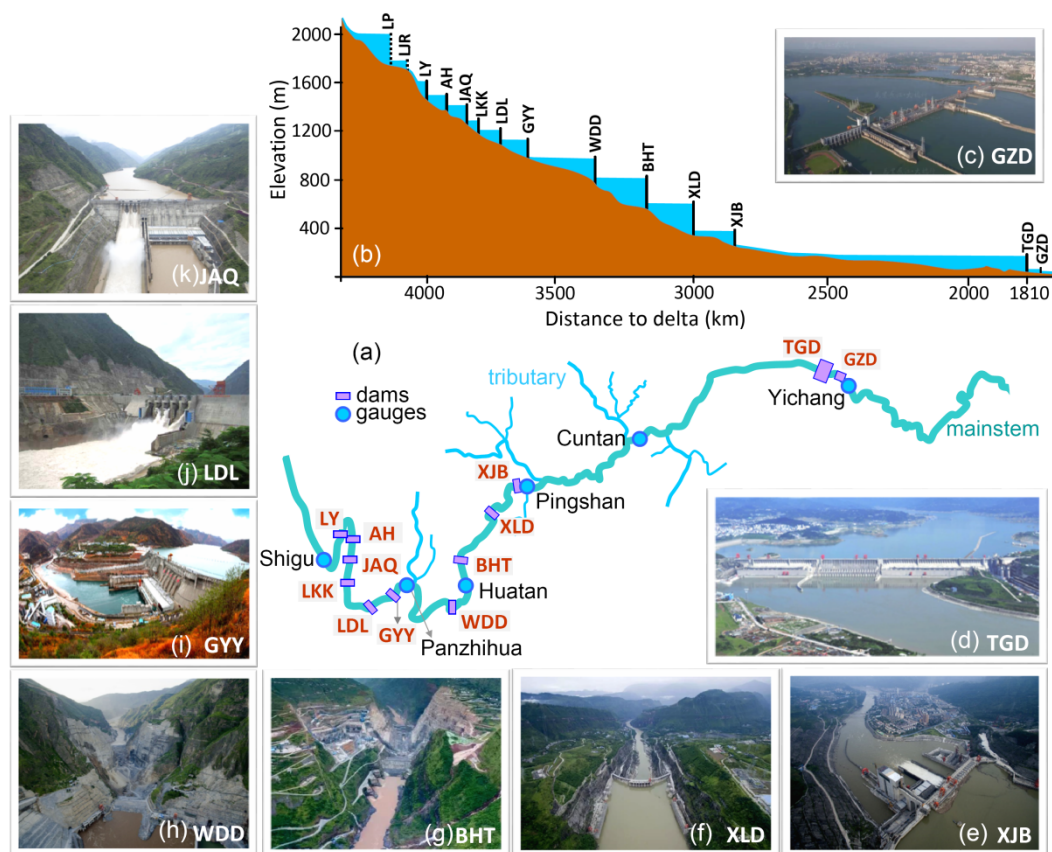 LP
LJR
LY
AH
JAQ
LKK
LDL
GYY
WDD
BHT
XLD
XJB
TGD
GZD
Elevation (m)
2000
1600
1200
800
400
(b)
4000
3500
3000
2500
2000
1810
Distance to delta (km)
(c) GZD
(k) JAQ
(a)
dams
gauges
tributary
TGD
GZD
Yichang
mainstem
Cuntan
XJB
Pingshan
XLD
(j) LDL
LY
AH
Shigu
JAQ
BHT
LKK
Huatan
LDL
GYY
WDD
Panzhihua
(i) GYY
(d) TGD
(h) WDD
(g) BHT
(f) XLD
(e) XJB